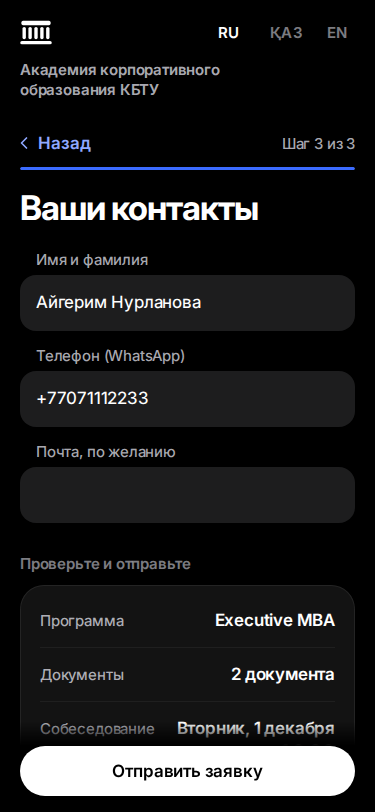 RU ҚАЗ EN
Академия корпоративного
образования КБТУ
Назад Шаг 3 из 3
Ваши контакты
Имя и фамилия
Айгерим Нурланова
Телефон (WhatsApp)
+77071112233
Почта, по желанию
Проверьте и отправьте
Программа Executive MBA
Документы 2 документа
Собеседование Вторник, 1 декабря
Отправить заявку